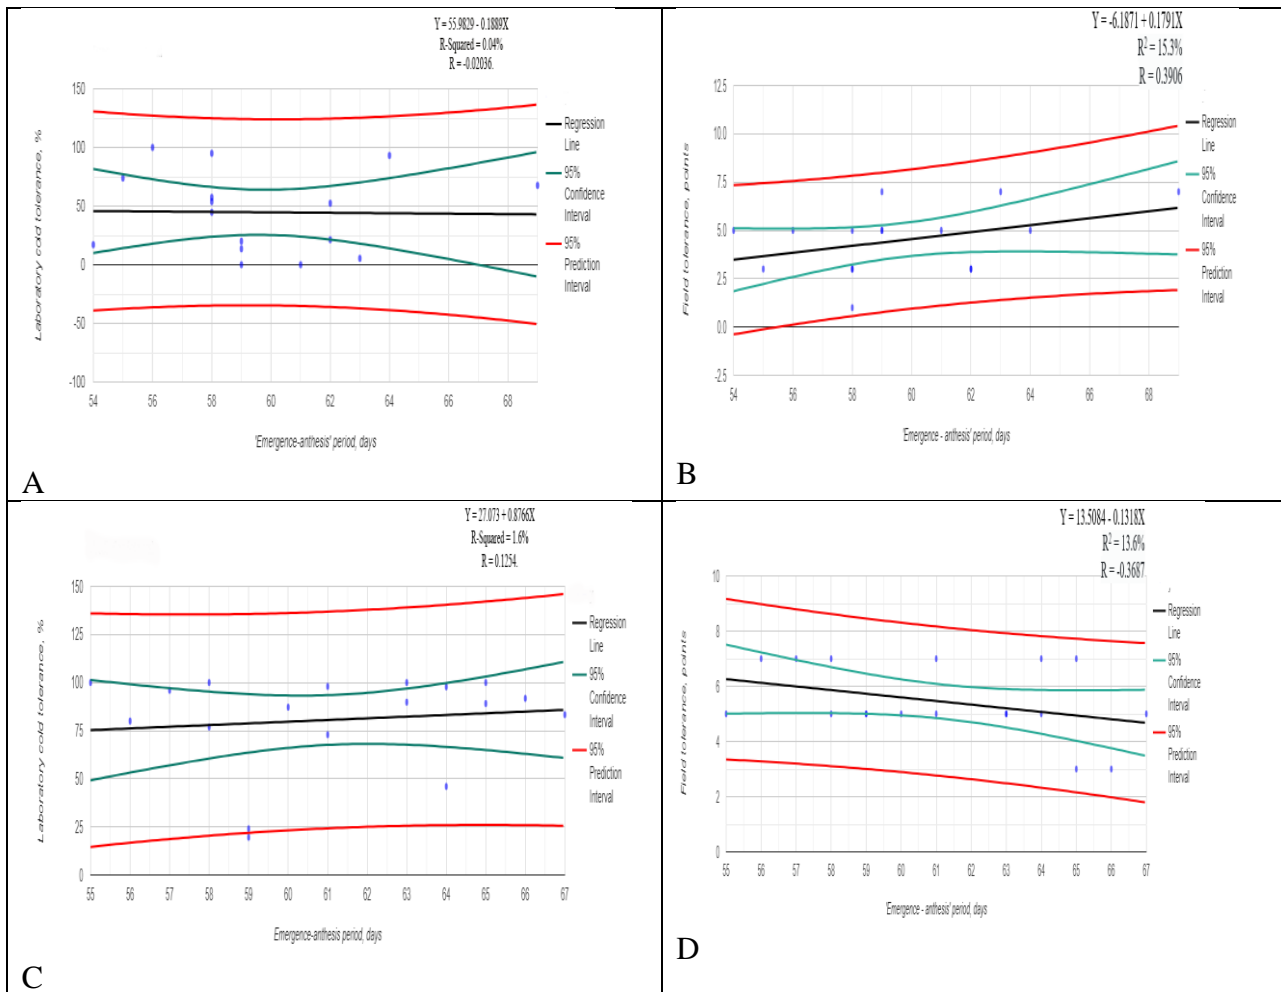 Y = 55.9829 - 0.1889X
R-Squared = 0.04%
R = -0.02036.
150
100
50
0
-50
-100
Laboratory cold tolerance, %
54
56
58
60
62
64
66
68
'Emergence-anthesis' period, days
Regression
Line
95%
Confidence
Interval
95%
Prediction
Interval
A
Y = -6.1871 + 0.1791X
R² = 15.3%
R = 0.3906
12.5
10.0
7.5
5.0
2.5
0.0
-2.5
Field tolerance, points
54
56
58
60
62
64
66
68
'Emergence - anthesis' period, days
Regression
Line
95%
Confidence
Interval
95%
Prediction
Interval
B
Y = 27.073 + 0.8766X
R-Squared = 1.6%
R = 0.1254.
150
125
100
75
50
25
0
Laboratory cold tolerance, %
55
56
57
58
59
60
61
62
63
64
65
66
67
Emergence-anthesis period, days
Regression
Line
95%
Confidence
Interval
95%
Prediction
Interval
C
Y = 13.5084 - 0.1318X
R² = 13.6%
R = -0.3687
10
8
6
4
2
0
Field tolerance, points
55
56
57
58
59
60
61
62
63
64
65
66
67
'Emergence - anthesis' period, days
Regression
Line
95%
Confidence
Interval
95%
Prediction
Interval
D